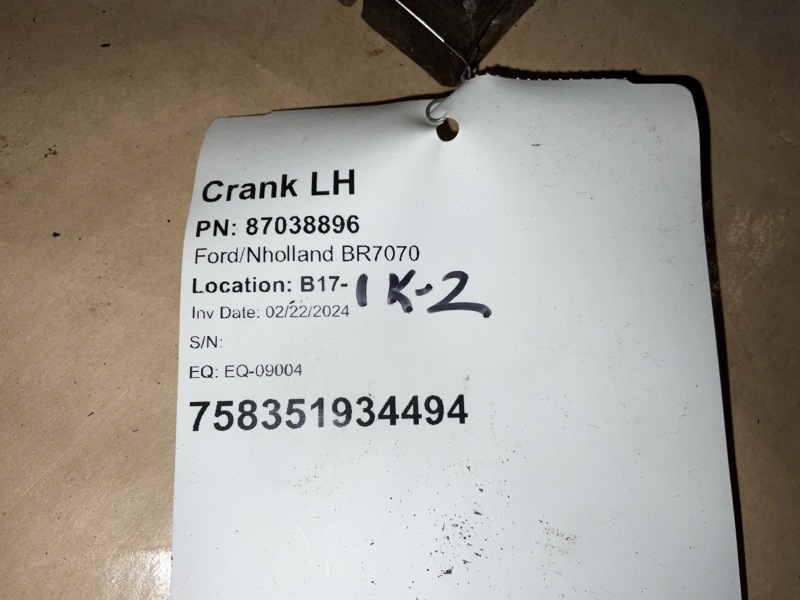 Crank LH
PN: 87038896
Ford/Nholland BR7070
Location: B17-1K-2
Inv Date: 02/22/2024
S/N:
EQ: EQ-09004
758351934494